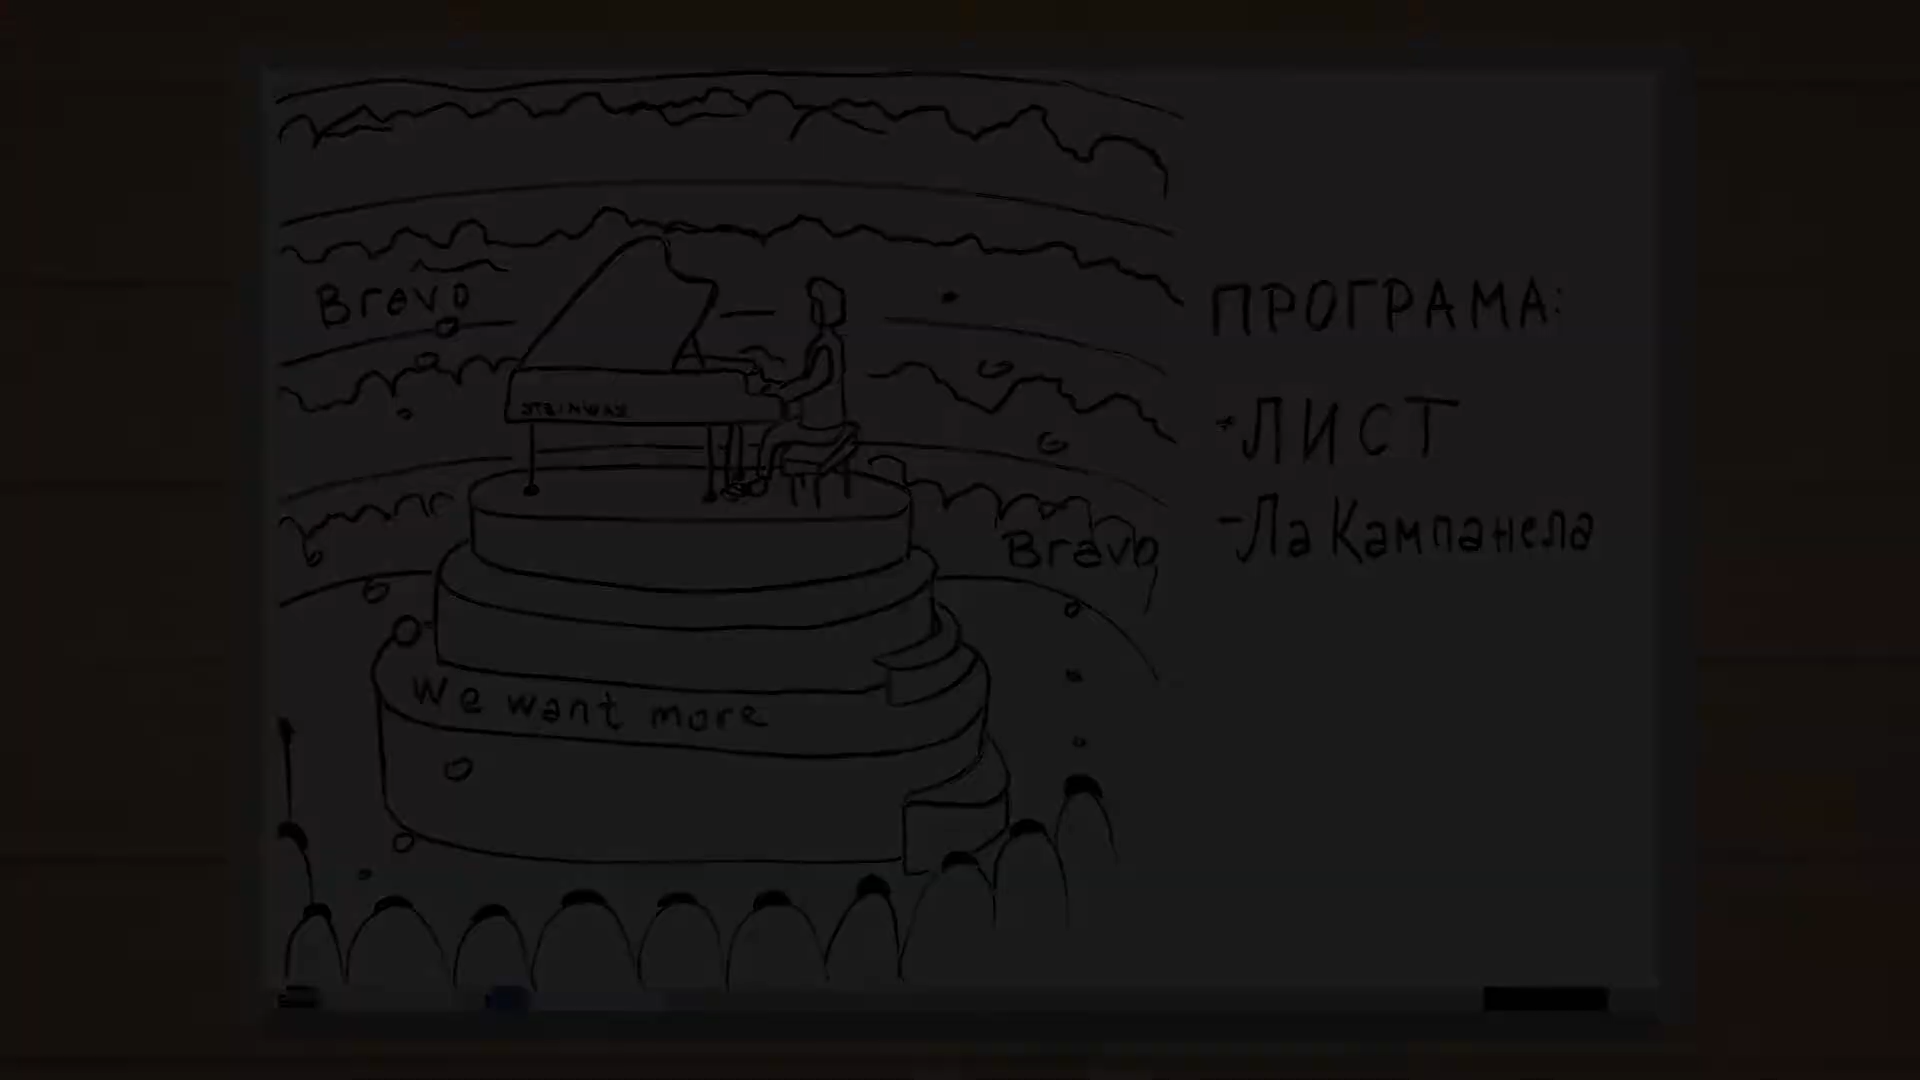 Bravo
STEINWAY
Bravo
We want more
ПРОГРАМА:
-ЛИСТ
-Ла Кампанела